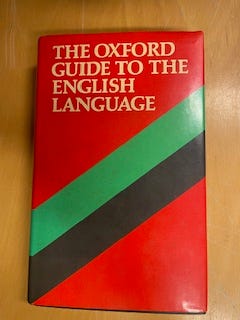 THE OXFORD
GUIDE TO THE
ENGLISH
LANGUAGE